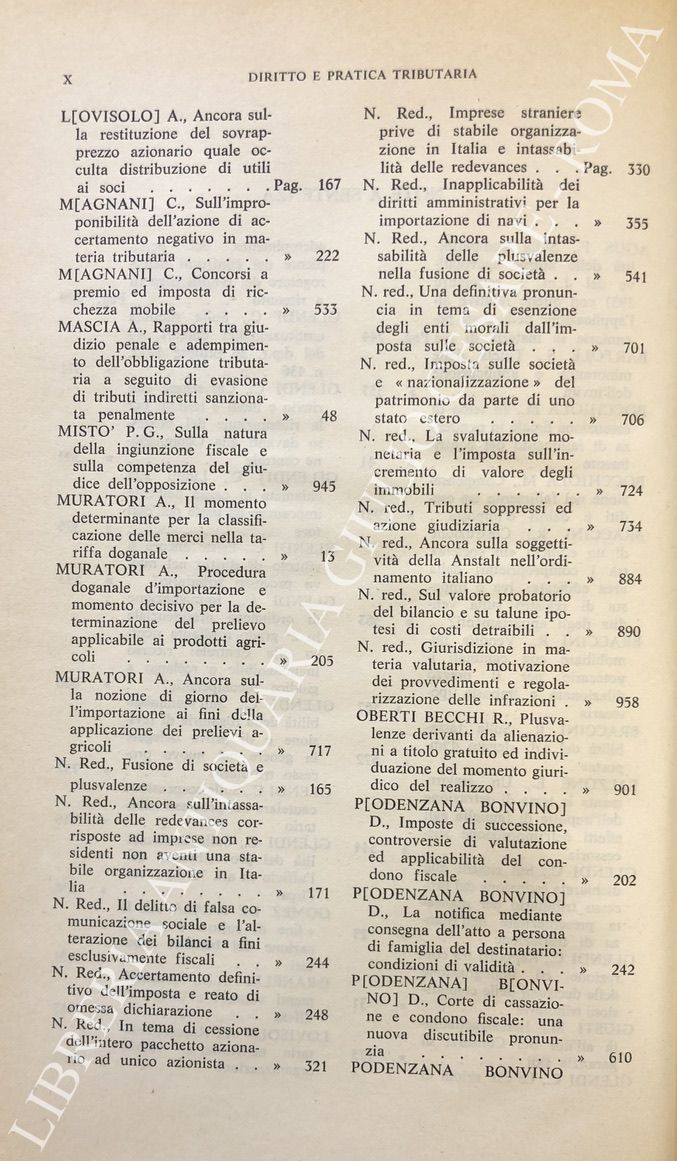 X
DIRITTO E PRATICA TRIBUTARIA
L[OVISOLO] A., Ancora sul-
la restituzione del sovrap-
prezzo azionario quale oc-
culta distribuzione di utili
ai soci . . . . . . . Pag. 167
M[AGNANI] C., Sull'impro-
ponibilità dell'azione di ac-
certamento negativo in ma-
teria tributaria . . . . . » 222
M[AGNANI] C., Concorsi a
premio ed imposta di ric-
chezza mobile . . . . » 533
MASCIA A., Rapporti tra giu-
dizio penale e adempimen-
to dell'obbligazione tributa-
ria a seguito di evasione
di tributi indiretti sanziona-
ta penalmente . . . . » 48
MISTO' P. G., Sulla natura
della ingiunzione fiscale e
sulla competenza del giu-
dice dell'opposizione . . . » 945
MURATORI A., Il momento
determinante per la classifi-
cazione delle merci nella ta-
riffa doganale . . . . . » 13
MURATORI A., Procedura
doganale d'importazione e
momento decisivo per la de-
terminazione del prelievo
applicabile ai prodotti agri-
coli . . . . . . . . » 205
MURATORI A., Ancora sul-
la nozione di giorno del-
l'importazione ai fini della
applicazione dei prelievi a-
gricoli . . . . . . . » 717
N. Red., Fusione di società e
plusvalenze . . . . . . » 165
N. Red., Ancora sull'intassa-
bilità delle redevances cor-
risposte ad imprese non re-
sidenti non aventi una sta-
bile organizzazione in Ita-
lia . . . . . . . . » 171
N. Red., Il delitto di falsa co-
municazione sociale e l'al-
terazione dei bilanci a fini
esclusivamente fiscali . . » 244
N. Red., Accertamento defini-
tivo dell'imposta e reato di
omessa dichiarazione . . » 248
N. Red., In tema di cessione
dell'intero pacchetto aziona-
rio ad unico azionista . . » 321
N. Red., Imprese straniere
prive di stabile organizza-
zione in Italia e intassabi-
lità delle redevances . . . Pag. 330
N. Red., Inapplicabilità dei
diritti amministrativi per la
importazione di navi . . . » 355
N. Red., Ancora sulla intas-
sabilità delle plusvalenze
nella fusione di società . . » 541
N. red., Una definitiva pronun-
cia in tema di esenzione
degli enti morali dall'im-
posta sulle società . . . » 701
N. red., Imposta sulle società
e « nazionalizzazione » del
patrimonio da parte di uno
stato estero . . . . . » 706
N. red., La svalutazione mo-
netaria e l'imposta sull'in-
cremento di valore degli
immobili . . . . . . » 724
N. red., Tributi soppressi ed
azione giudiziaria . . . » 734
N. red., Ancora sulla soggetti-
vità della Anstalt nell'ordi-
namento italiano . . . » 884
N. red., Sul valore probatorio
del bilancio e su talune ipo-
tesi di costi detraibili . . » 890
N. red., Giurisdizione in ma-
teria valutaria, motivazione
dei provvedimenti e regola-
rizzazione delle infrazioni . » 958
OBERTI BECCHI R., Plusva-
lenze derivanti da alienazio-
ni a titolo gratuito ed indivi-
duazione del momento giuri-
dico del realizzo . . . . » 901
P[ODENZANA BONVINO]
D., Imposte di successione,
controversie di valutazione
ed applicabilità del con-
dono fiscale . . . . . » 202
P[ODENZANA BONVINO]
D., La notifica mediante
consegna dell'atto a persona
di famiglia del destinatario:
condizioni di validità . . . » 242
P[ODENZANA] B[ONVI-
NO] D., Corte di cassazio-
ne e condono fiscale: una
nuova discutibile pronun-
zia . . . . . . . . » 610
PODENZANA BONVINO
LIBRERIA ANTIQUARIA GIULIO CESARE - ROMA